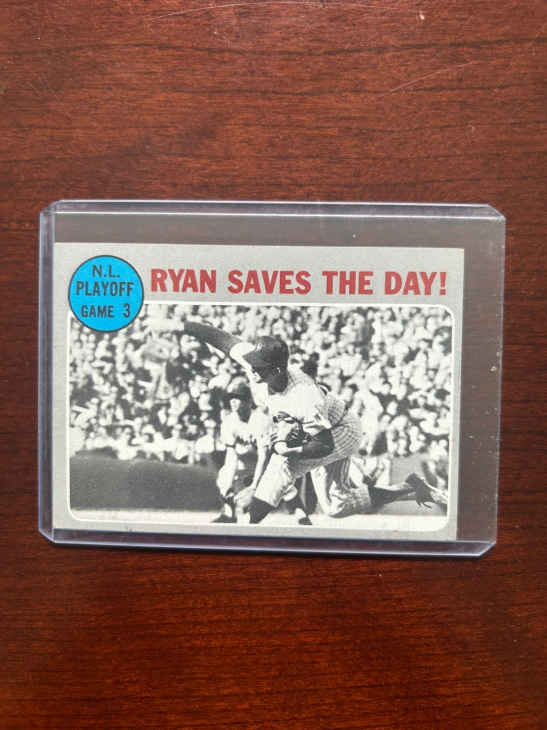 N.L.
PLAYOFF
GAME 3
RYAN SAVES THE DAY!